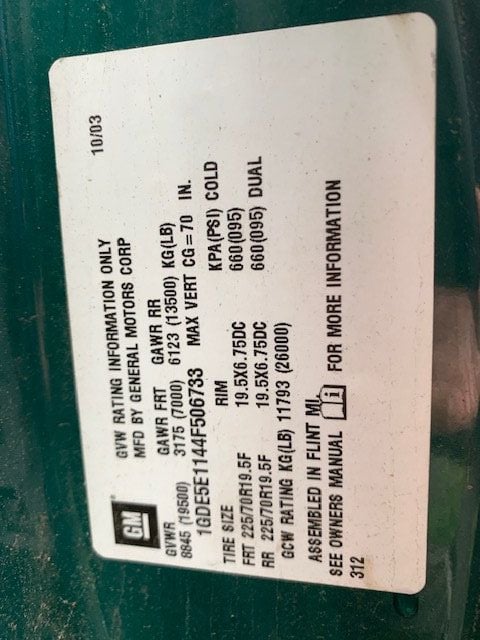 GM
GVW RATING INFORMATION ONLY 10/03
MFD BY GENERAL MOTORS CORP
GVWR GAWR FRT GAWR RR
8845 (19500) 3175 (7000) 6123 (13500) KG(LB)
1GDE5E1144F506733 MAX VERT CG=70 IN.
TIRE SIZE RIM KPA(PSI) COLD
FRT 225/70R19.5F 19.5X6.75DC 660(095)
RR 225/70R19.5F 19.5X6.75DC 660(095) DUAL
GCW RATING KG(LB) 11793 (26000)
ASSEMBLED IN FLINT MI.
SEE OWNERS MANUAL i FOR MORE INFORMATION
312